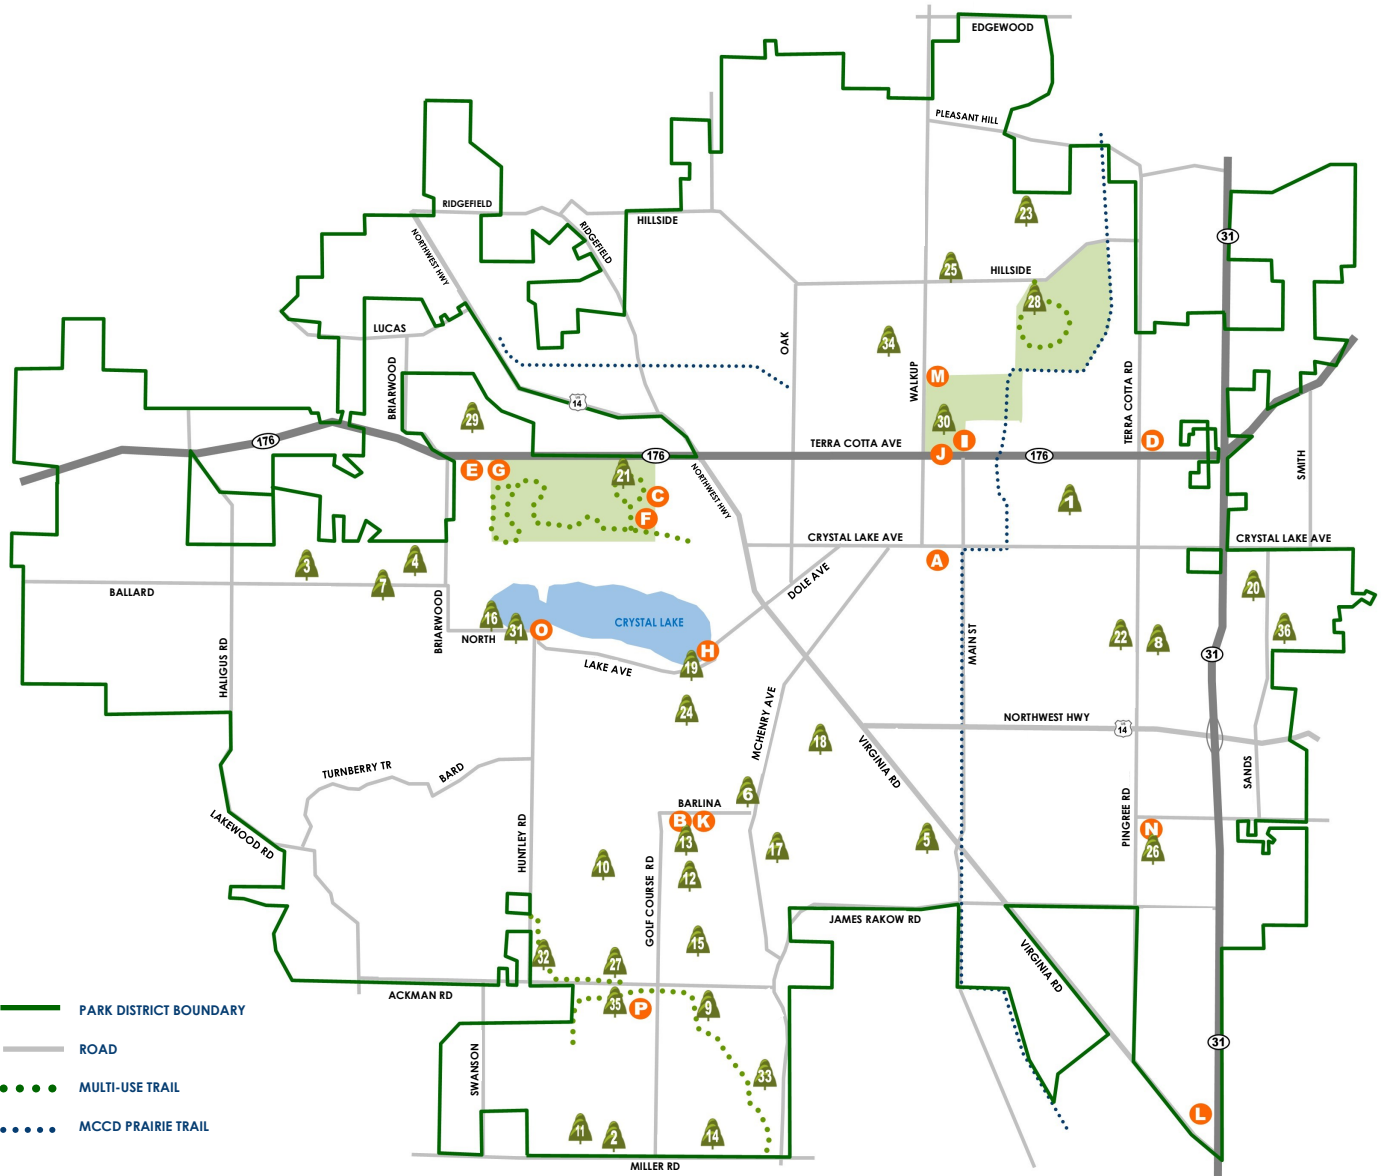 EDGEWOOD
PLEASANT HILL
RIDGEFIELD
HILLSIDE
RIDGEFIELD
NORTHWEST HWY
23
31
25
HILLSIDE
28
LUCAS
OAK
34
BRIARWOOD
WALKUP
M
TERRA COTTA RD
US
14
29
30
I
D
176
TERRA COTTA AVE
J
176
176
E
G
21
C
F
NORTHWEST HWY
SMITH
1
CRYSTAL LAKE AVE
CRYSTAL LAKE AVE
A
3
4
7
BALLARD
DOLE AVE
20
BRIARWOOD
16
31
O
NORTH
CRYSTAL LAKE
H
19
LAKE AVE
MAIN ST
22
8
36
31
HALIGUS RD
24
MCHENRY AVE
18
NORTHWEST HWY
US
14
VIRGINIA RD
TURNBERRY TR
BARD
SANDS
6
BARLINA
B
K
13
LAKEWOOD RD
HUNTLEY RD
17
5
PINGREE RD
N
26
10
12
GOLF COURSE RD
JAMES RAKOW RD
15
32
27
VIRGINIA RD
ACKMAN RD
35
P
9
PARK DISTRICT BOUNDARY
31
ROAD
SWANSON
33
MULTI-USE TRAIL
L
MCCD PRAIRIE TRAIL
11
2
14
MILLER RD